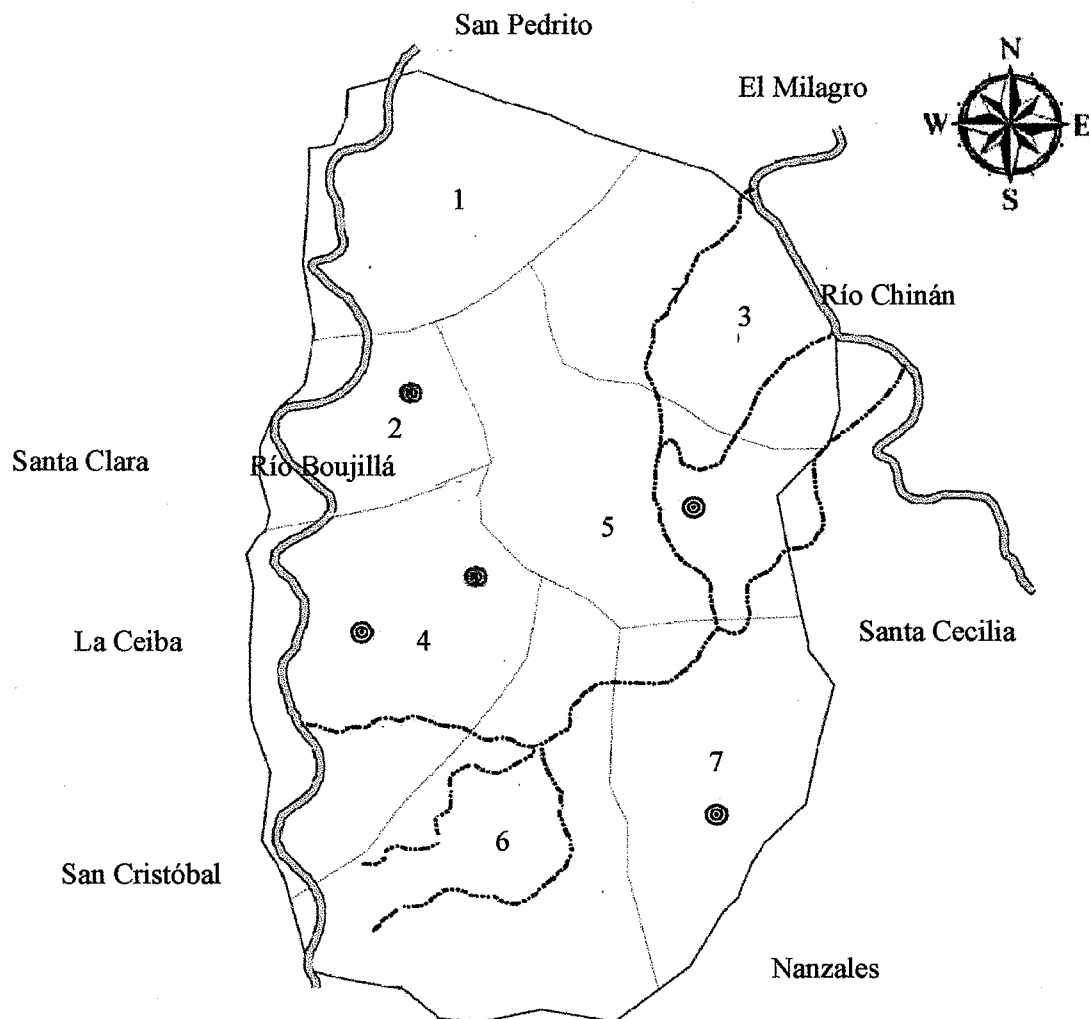 San Pedrito
N
El Milagro
W
E
S
1
Río Chinán
3
2
Santa Clara
Río Boujillá
5
La Ceiba
4
Santa Cecilia
7
6
San Cristóbal
Nanzales